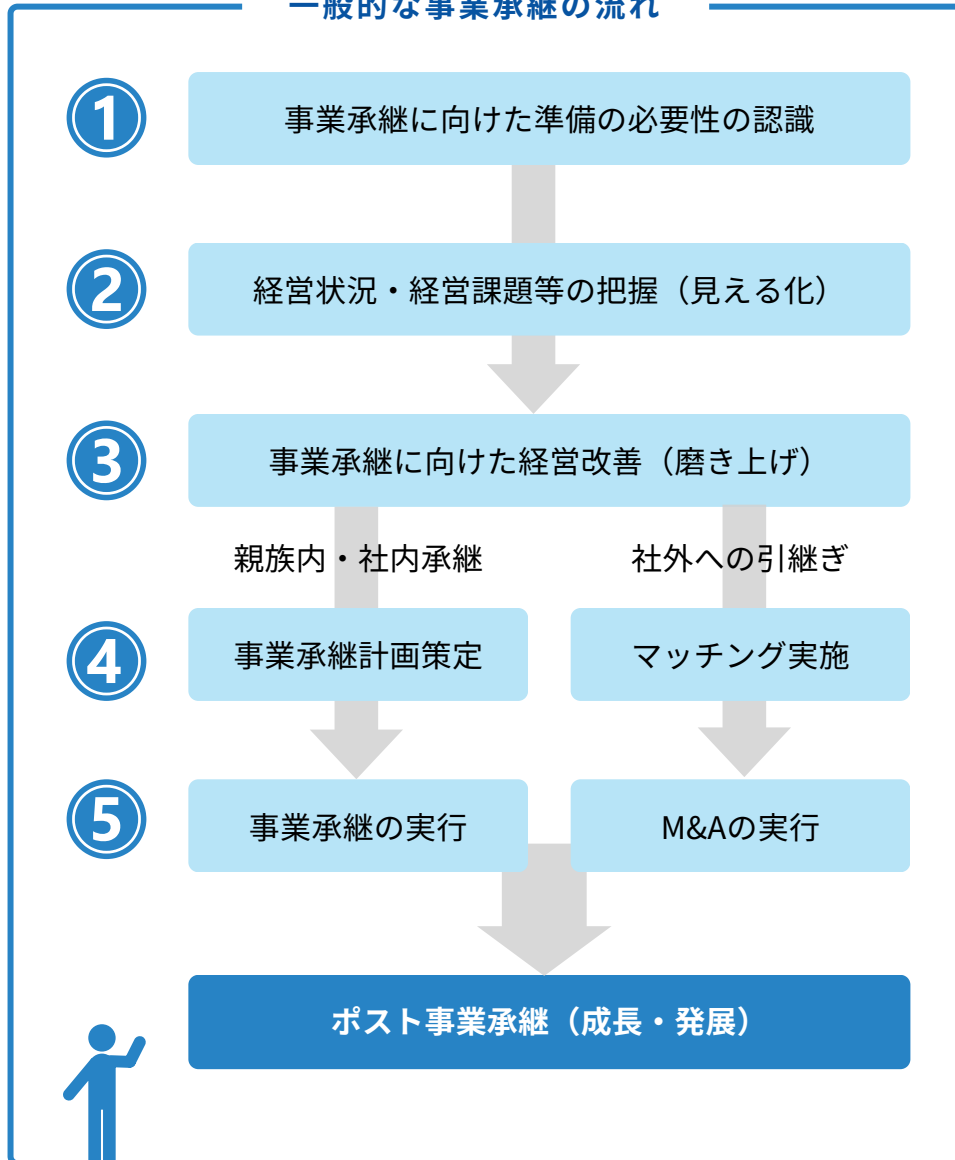 一般的な事業承継の流れ
1
事業承継に向けた準備の必要性の認識
2
経営状況・経営課題等の把握（見える化）
3
事業承継に向けた経営改善（磨き上げ）
親族内・社内承継
社外への引継ぎ
4
事業承継計画策定
マッチング実施
5
事業承継の実行
M&Aの実行
ポスト事業承継（成長・発展）